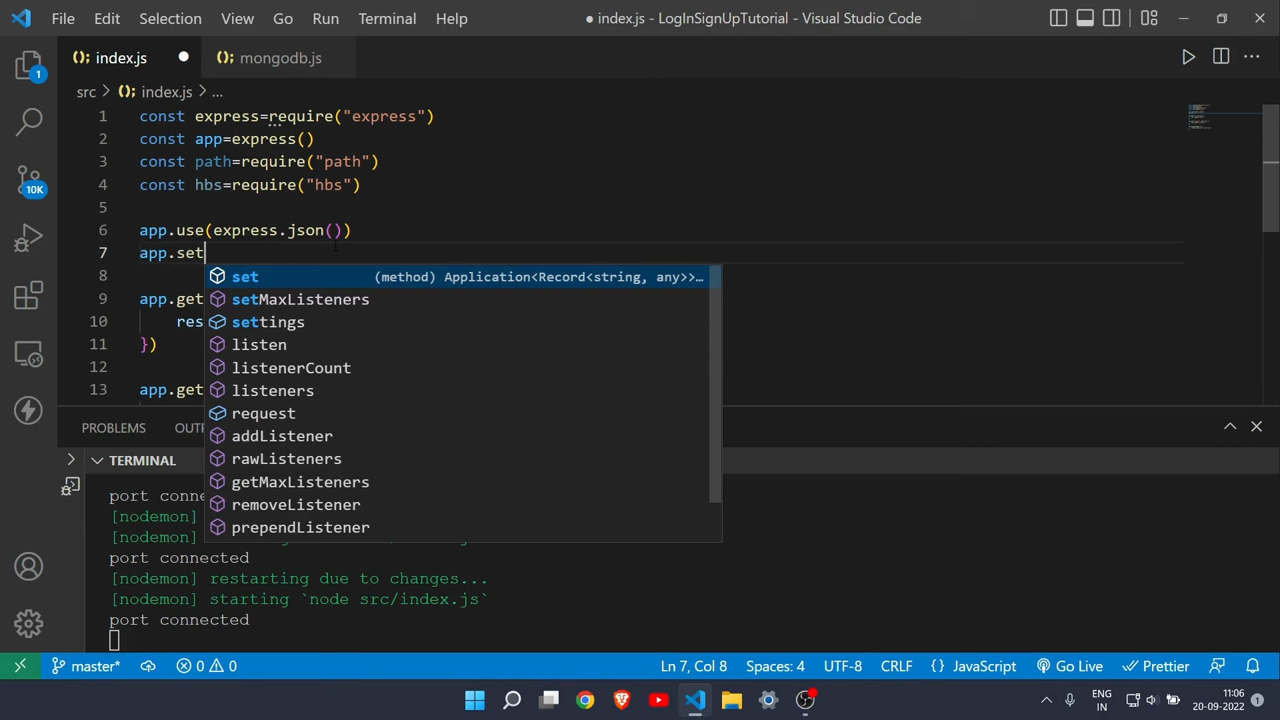 File Edit Selection View Go Run Terminal Help
● index.js - LogInSignUpTutorial - Visual Studio Code
index.js
mongodb.js
1
src > index.js > ...
1 const express=require("express")
2 const app=express()
3 const path=require("path")
4 const hbs=require("hbs")
5
10K
6 app.use(express.json())
7 app.set
8
set (method) Application<Record<string, any>>...
9 app.get
setMaxListeners
10 res
settings
11 })
listen
12
listenerCount
13 app.get
listeners
request
PROBLEMS
OUT
addListener
TERMINAL
rawListeners
getMaxListeners
port conne
removeListener
[nodemon]
prependListener
[nodemon]
port connected
[nodemon] restarting due to changes...
[nodemon] starting `node src/index.js`
port connected
master* 0 0 Ln 7, Col 8 Spaces: 4 UTF-8 CRLF {} JavaScript Go Live Prettier
ENG
IN
11:06
20-09-2022
1